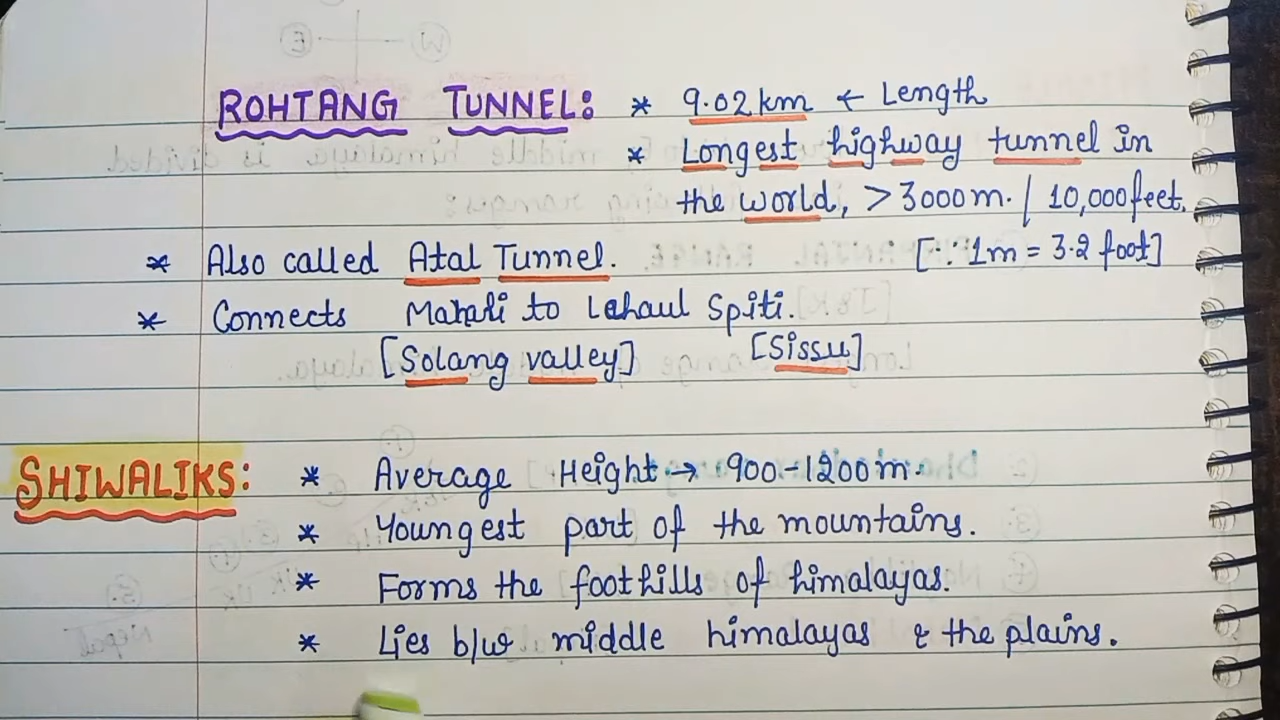 ROHTANG TUNNEL: * 9.02km ← Length
* Longest highway tunnel in
the world, > 3000m. / 10,000feet.
* Also called Atal Tunnel. [∵ 1m = 3.2 foot]
* Connects Manali to Lahaul Spiti.
[Solang valley] [Sissu]
SHIWALIKS: * Average Height → 900-1200m.
* Youngest part of the mountains.
* Forms the foothills of himalayas.
* Lies b/w middle himalayas & the plains.